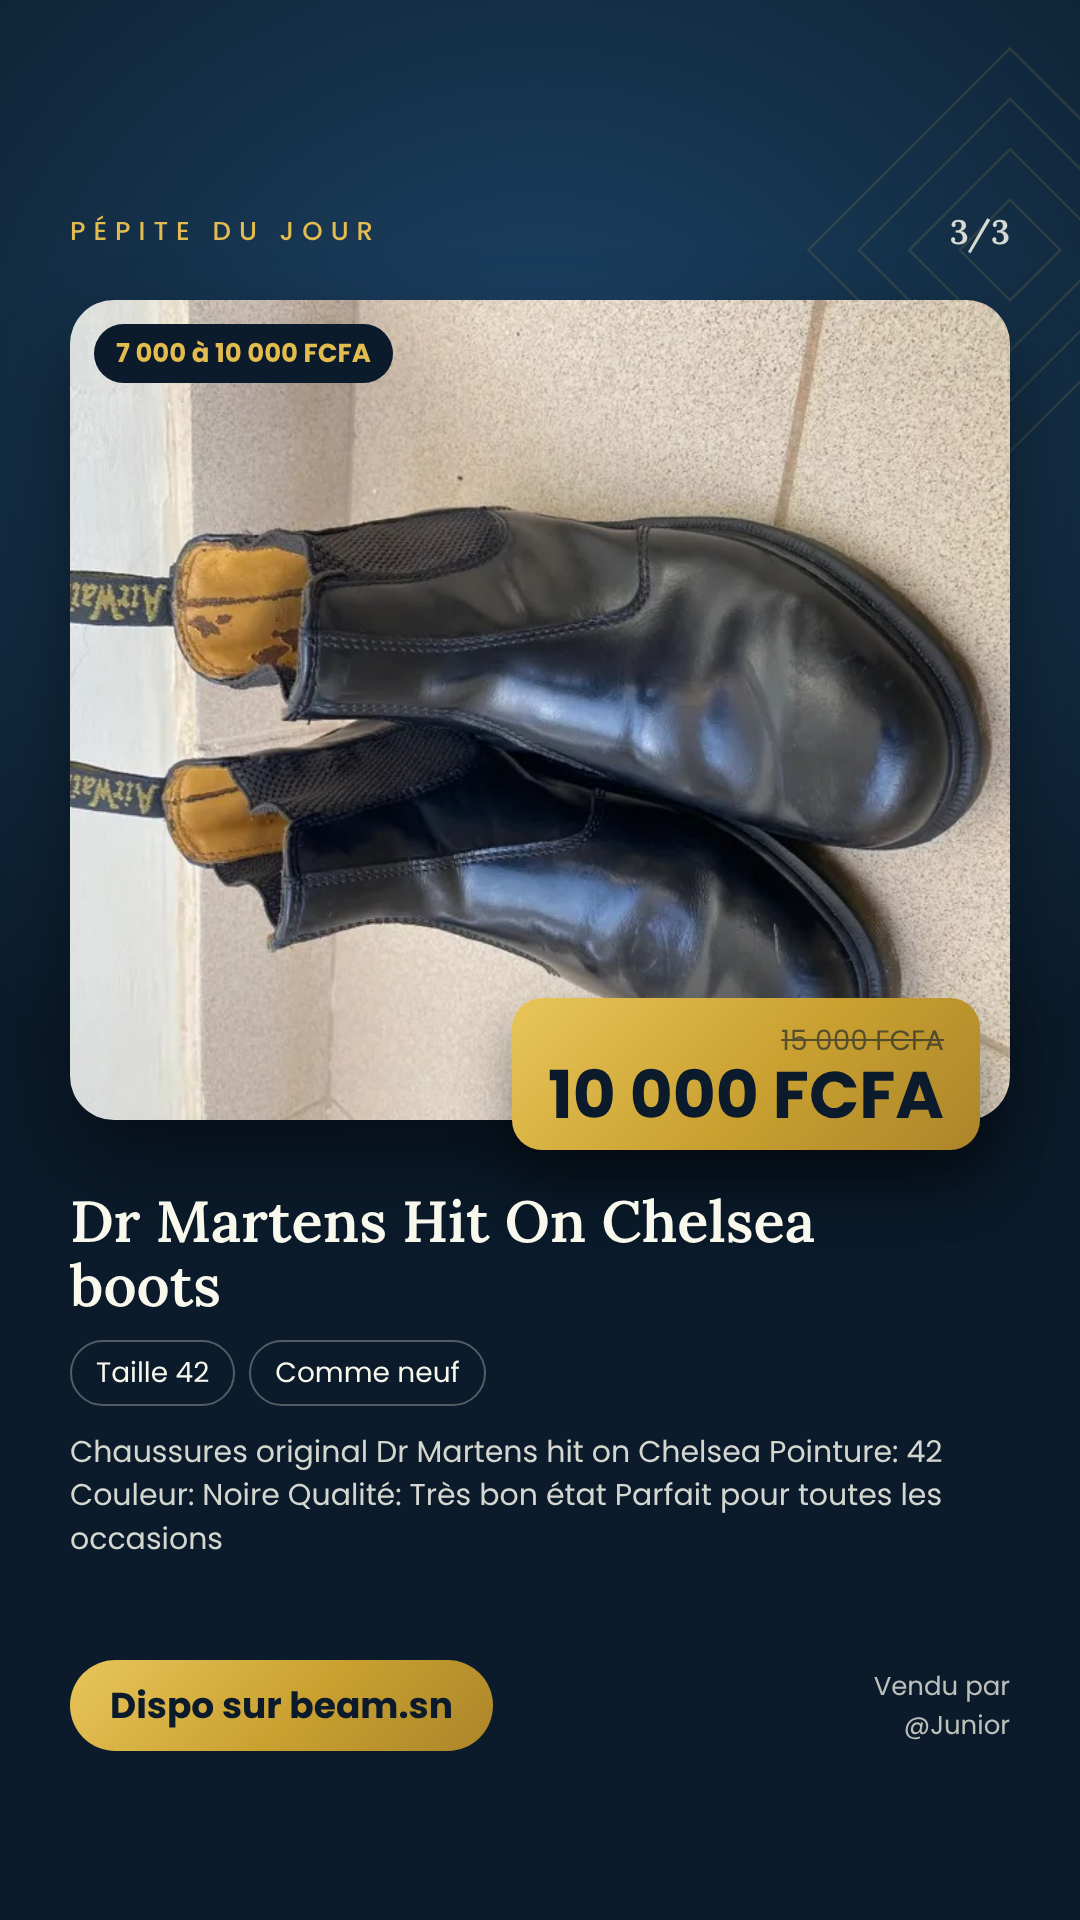 PÉPITE DU JOUR
3/3
7 000 à 10 000 FCFA
AirWai
AirWai
15 000 FCFA
10 000 FCFA
Dr Martens Hit On Chelsea
boots
Taille 42
Comme neuf
Chaussures original Dr Martens hit on Chelsea Pointure: 42
Couleur: Noire Qualité: Très bon état Parfait pour toutes les
occasions
Dispo sur beam.sn
Vendu par
@Junior